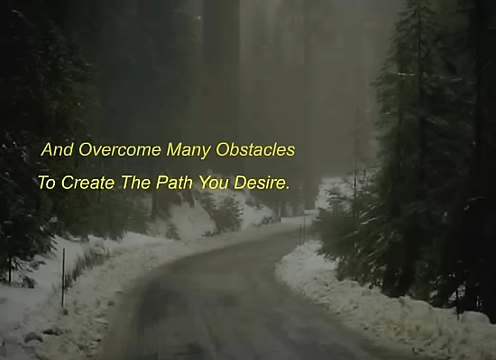 And Overcome Many Obstacles
To Create The Path You Desire.